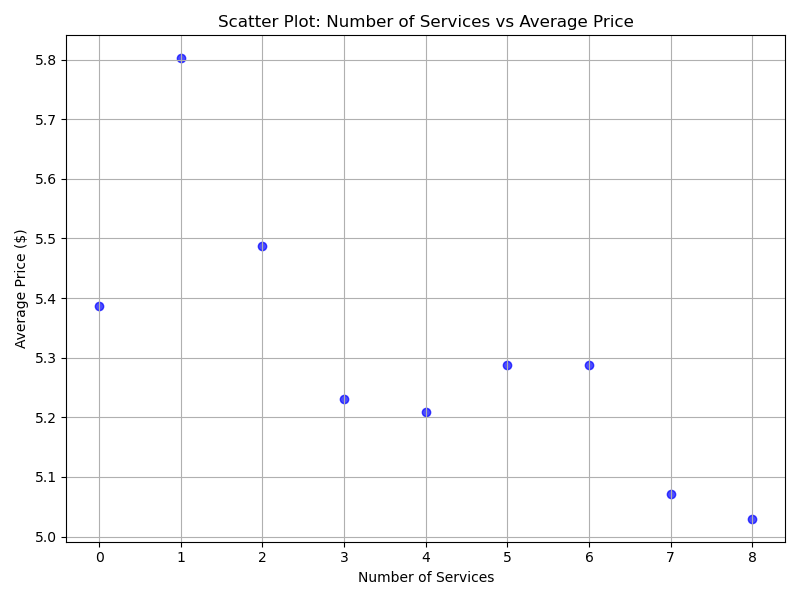 Scatter Plot: Number of Services vs Average Price
Average Price ($)
5.8
5.7
5.6
5.5
5.4
5.3
5.2
5.1
5.0
0 1 2 3 4 5 6 7 8
Number of Services